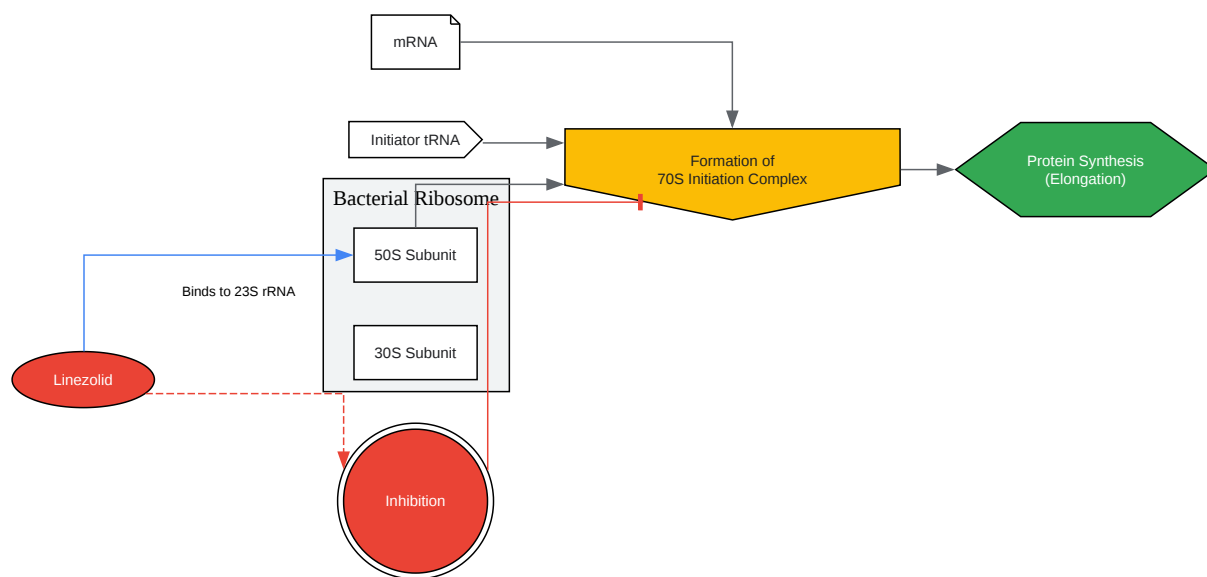 mRNA
Initiator tRNA
Formation of
70S Initiation Complex
Protein Synthesis
(Elongation)
Bacterial Ribosome
50S Subunit
Binds to 23S rRNA
30S Subunit
Linezolid
Inhibition